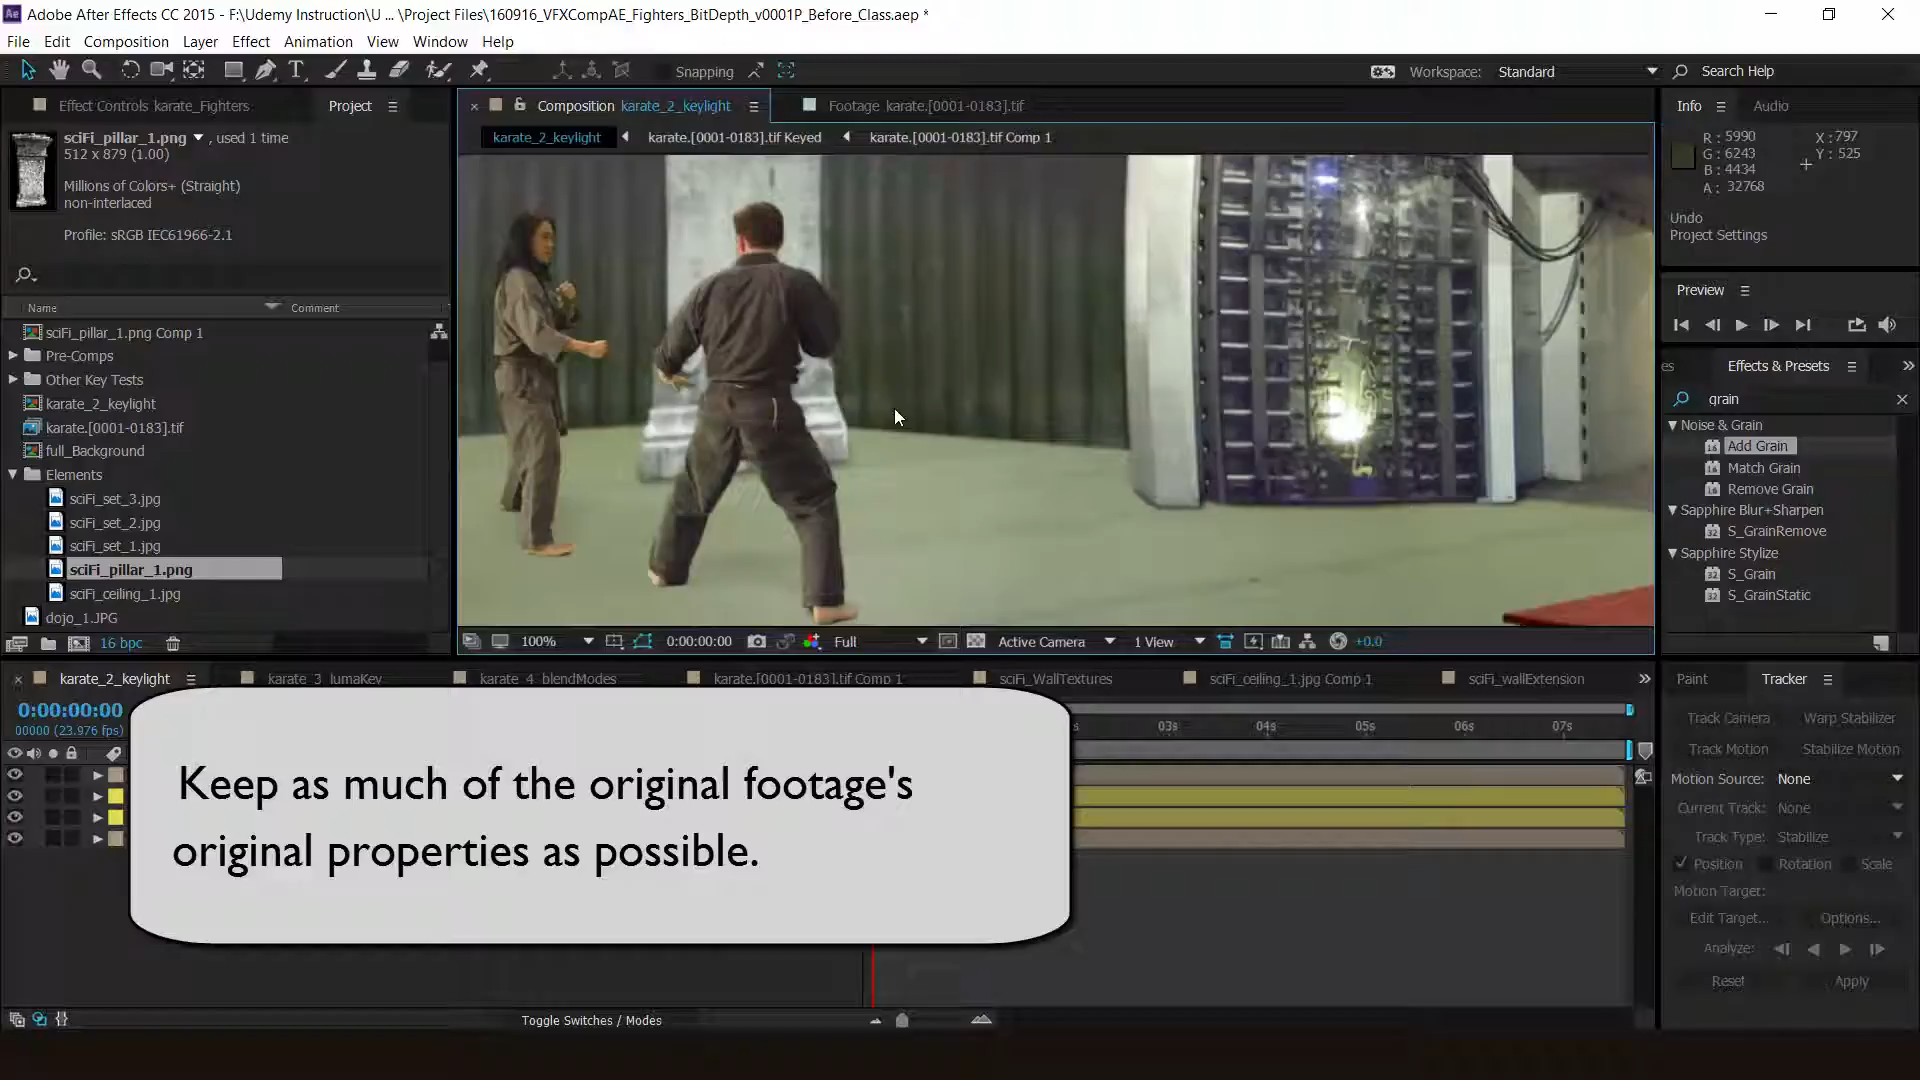 Adobe After Effects CC 2015 - F:\Udemy Instruction\U ... \Project Files\160916_VFXCompAE_Fighters_BitDepth_v0001P_Before_Class.aep *
File Edit Composition Layer Effect Animation View Window Help
Snapping
Workspace: Standard
Search Help
Effect Controls karate_Fighters
Project
sciFi_pillar_1.png , used 1 time
512 x 879 (1.00)
Millions of Colors+ (Straight)
non-interlaced
Profile: sRGB IEC61966-2.1
Name Comment
sciFi_pillar_1.png Comp 1
Pre-Comps
Other Key Tests
karate_2_keylight
karate.[0001-0183].tif
full_Background
Elements
sciFi_set_3.jpg
sciFi_set_2.jpg
sciFi_set_1.jpg
sciFi_pillar_1.png
sciFi_ceiling_1.jpg
dojo_1.JPG
16 bpc
Composition karate_2_keylight
Footage karate.[0001-0183].tif
karate_2_keylight karate.[0001-0183].tif Keyed karate.[0001-0183].tif Comp 1
100% 0:00:00:00 Full Active Camera 1 View +0.0
Info Audio
R : 5990
G : 6243
B : 4434
A : 32768
X : 797
Y : 525
Undo
Project Settings
Preview
es Effects & Presets
grain
Noise & Grain
Add Grain
Match Grain
Remove Grain
Sapphire Blur+Sharpen
S_GrainRemove
Sapphire Stylize
S_Grain
S_GrainStatic
karate_2_keylight karate_3_lumaKey karate_4_blendModes karate.[0001-0183].tif Comp 1 sciFi_WallTextures sciFi_ceiling_1.jpg Comp 1 sciFi_wallExtension
0:00:00:00
00000 (23.976 fps)
s 03s 04s 05s 06s 07s
Keep as much of the original footage's
original properties as possible.
Toggle Switches / Modes
Paint Tracker
Track Camera Warp Stabilizer
Track Motion Stabilize Motion
Motion Source: None
Current Track: None
Track Type: Stabilize
Position Rotation Scale
Motion Target:
Edit Target... Options...
Analyze:
Reset Apply